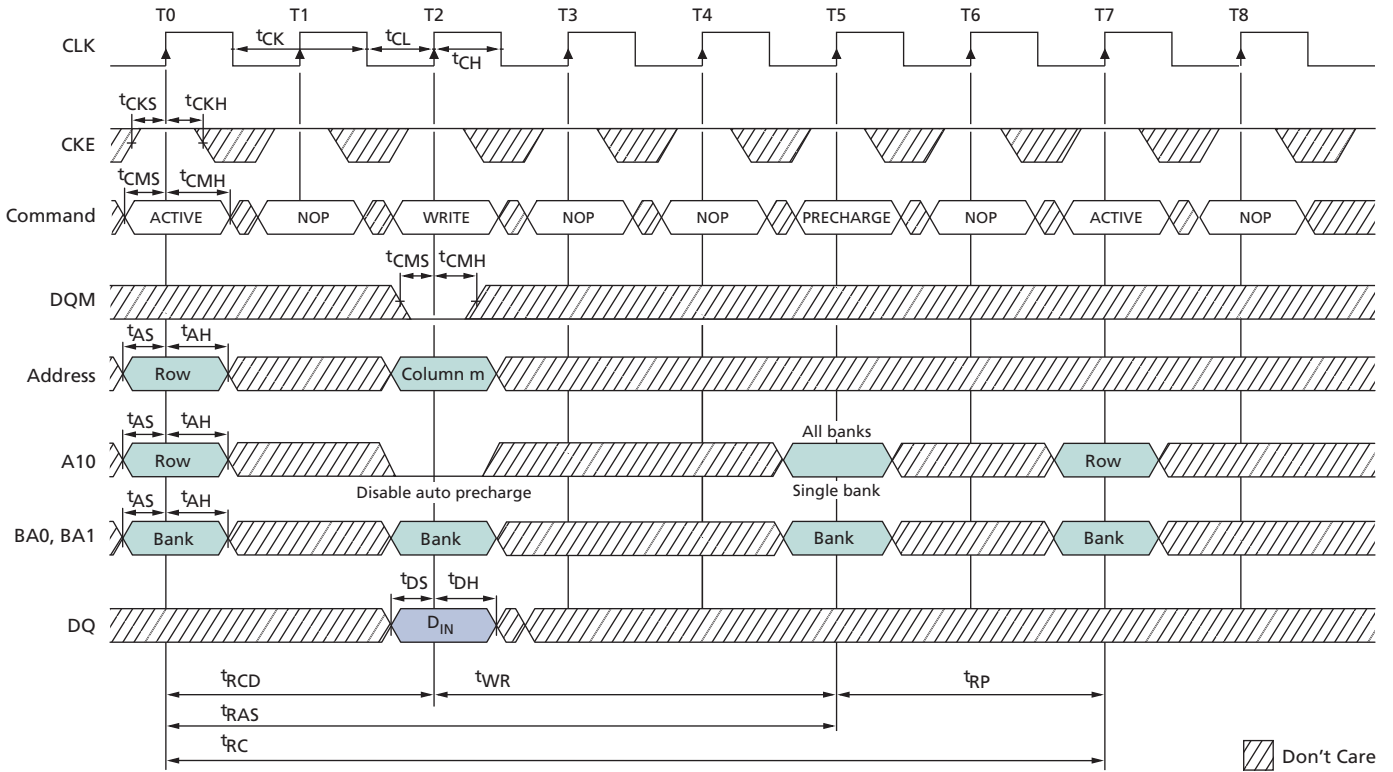 T0 T1 T2 T3 T4 T5 T6 T7 T8
CLK
tCK tCL
tCH
tCKS tCKH
CKE
tCMS tCMH
Command ACTIVE NOP WRITE NOP NOP PRECHARGE NOP ACTIVE NOP
tCMS tCMH
DQM
tAS tAH
Address Row Column m
tAS tAH All banks
A10 Row Row
tAS tAH Disable auto precharge Single bank
BA0, BA1 Bank Bank Bank Bank
tDS tDH
DQ DIN
tRCD tWR tRP
tRAS
tRC
Don't Care